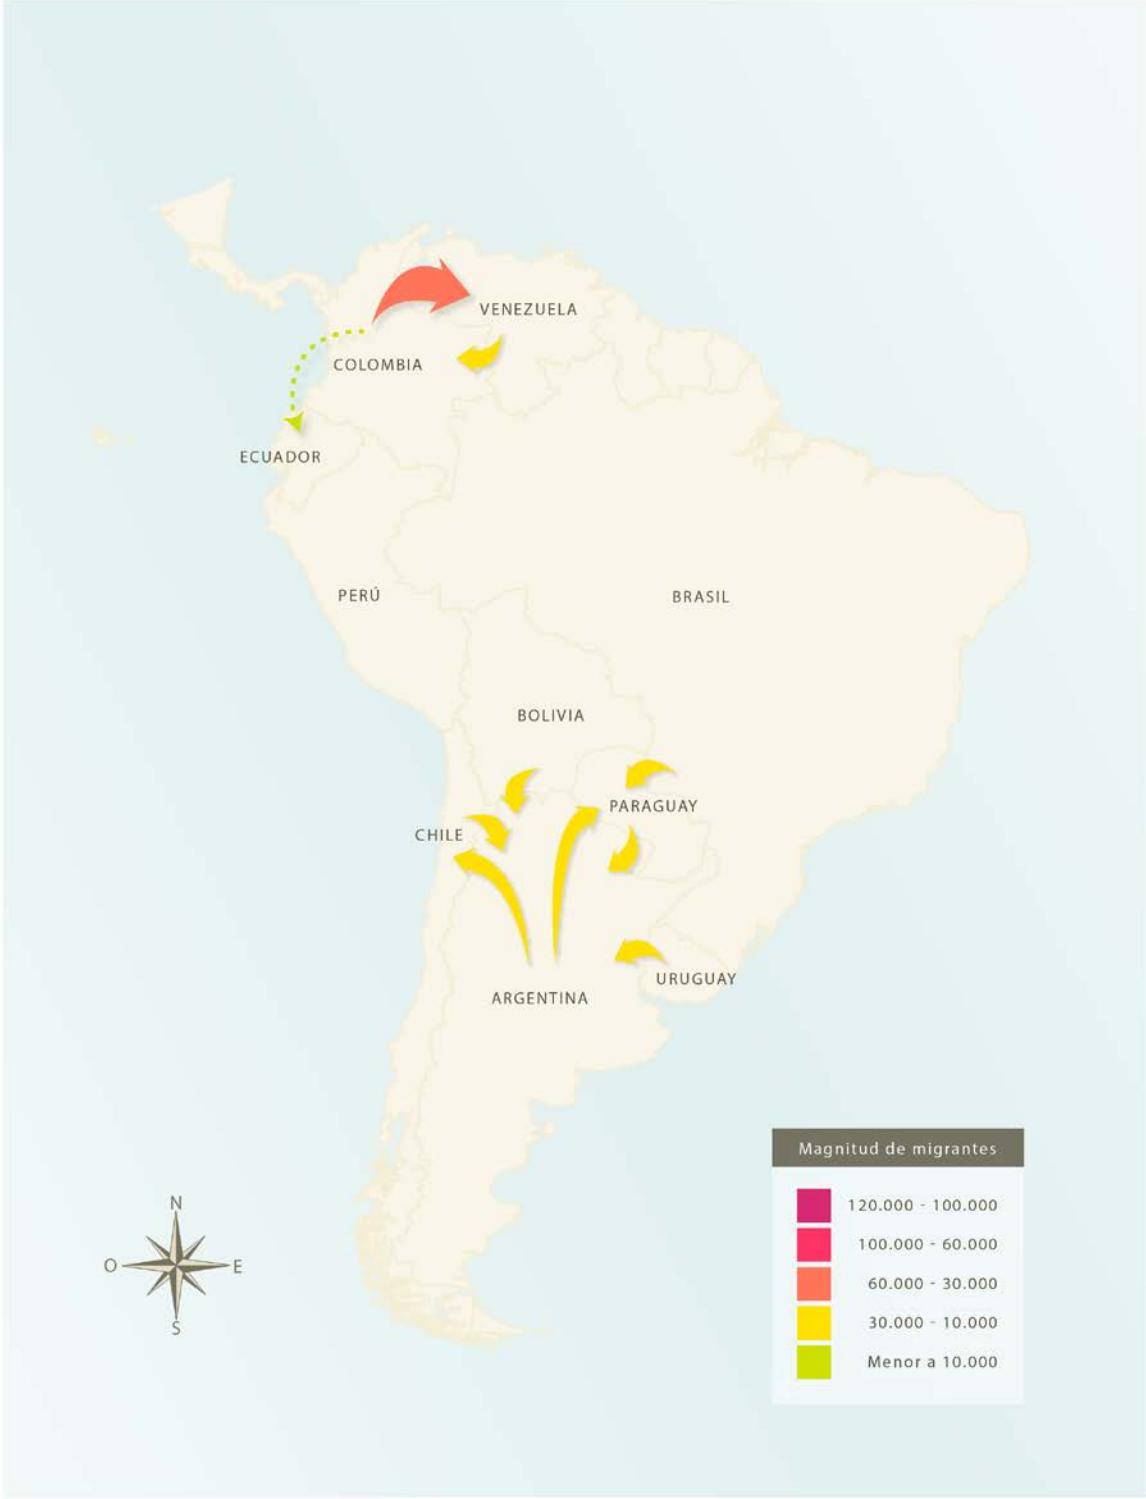 VENEZUELA
COLOMBIA
ECUADOR
PERÚ
BRASIL
BOLIVIA
PARAGUAY
CHILE
URUGUAY
ARGENTINA
N
O
E
S
Magnitud de migrantes
120.000 - 100.000
100.000 - 60.000
60.000 - 30.000
30.000 - 10.000
Menor a 10.000